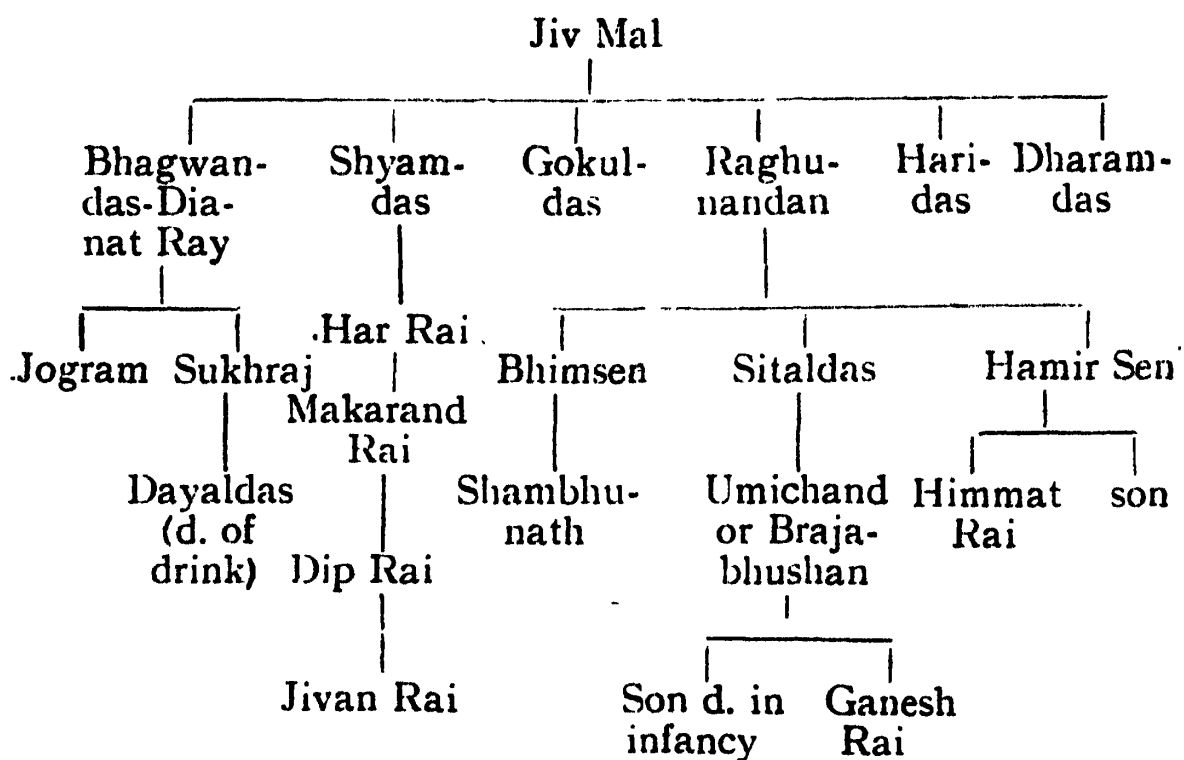 Jiv Mal
Bhagwan- Shyam- Gokul- Raghu- Hari- Dharam-
das-Dia- das das nandan das das
nat Ray
.Har Rai .
Jogram Sukhraj Bhimsen Sitaldas Hamir Sen
Makarand
Rai
Dayaldas Shambhu- Umichand Himmat son
(d. of nath or Braja- Rai
drink) Dip Rai bhushan
Jivan Rai Son d. in Ganesh
infancy Rai